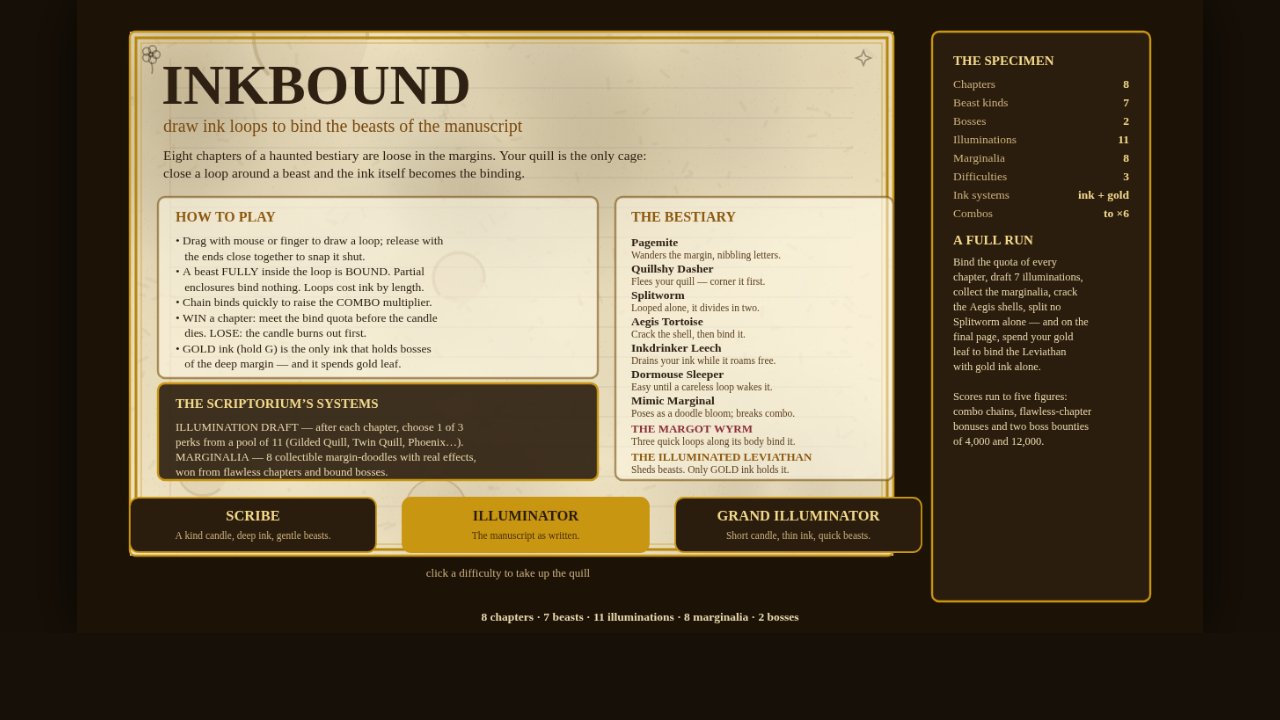 INKBOUND
draw ink loops to bind the beasts of the manuscript
Eight chapters of a haunted bestiary are loose in the margins. Your quill is the only cage:
close a loop around a beast and the ink itself becomes the binding.
HOW TO PLAY
• Drag with mouse or finger to draw a loop; release with
the ends close together to snap it shut.
• A beast FULLY inside the loop is BOUND. Partial
enclosures bind nothing. Loops cost ink by length.
• Chain binds quickly to raise the COMBO multiplier.
• WIN a chapter: meet the bind quota before the candle
dies. LOSE: the candle burns out first.
• GOLD ink (hold G) is the only ink that holds bosses
of the deep margin — and it spends gold leaf.
THE SCRIPTORIUM’S SYSTEMS
ILLUMINATION DRAFT — after each chapter, choose 1 of 3
perks from a pool of 11 (Gilded Quill, Twin Quill, Phoenix…).
MARGINALIA — 8 collectible margin-doodles with real effects,
won from flawless chapters and bound bosses.
THE BESTIARY
Pagemite
Wanders the margin, nibbling letters.
Quillshy Dasher
Flees your quill — corner it first.
Splitworm
Looped alone, it divides in two.
Aegis Tortoise
Crack the shell, then bind it.
Inkdrinker Leech
Drains your ink while it roams free.
Dormouse Sleeper
Easy until a careless loop wakes it.
Mimic Marginal
Poses as a doodle bloom; breaks combo.
THE MARGOT WYRM
Three quick loops along its body bind it.
THE ILLUMINATED LEVIATHAN
Sheds beasts. Only GOLD ink holds it.
SCRIBE
A kind candle, deep ink, gentle beasts.
ILLUMINATOR
The manuscript as written.
GRAND ILLUMINATOR
Short candle, thin ink, quick beasts.
click a difficulty to take up the quill
THE SPECIMEN
Chapters 8
Beast kinds 7
Bosses 2
Illuminations 11
Marginalia 8
Difficulties 3
Ink systems ink + gold
Combos to ×6
A FULL RUN
Bind the quota of every
chapter, draft 7 illuminations,
collect the marginalia, crack
the Aegis shells, split no
Splitworm alone — and on the
final page, spend your gold
leaf to bind the Leviathan
with gold ink alone.
Scores run to five figures:
combo chains, flawless-chapter
bonuses and two boss bounties
of 4,000 and 12,000.
8 chapters · 7 beasts · 11 illuminations · 8 marginalia · 2 bosses